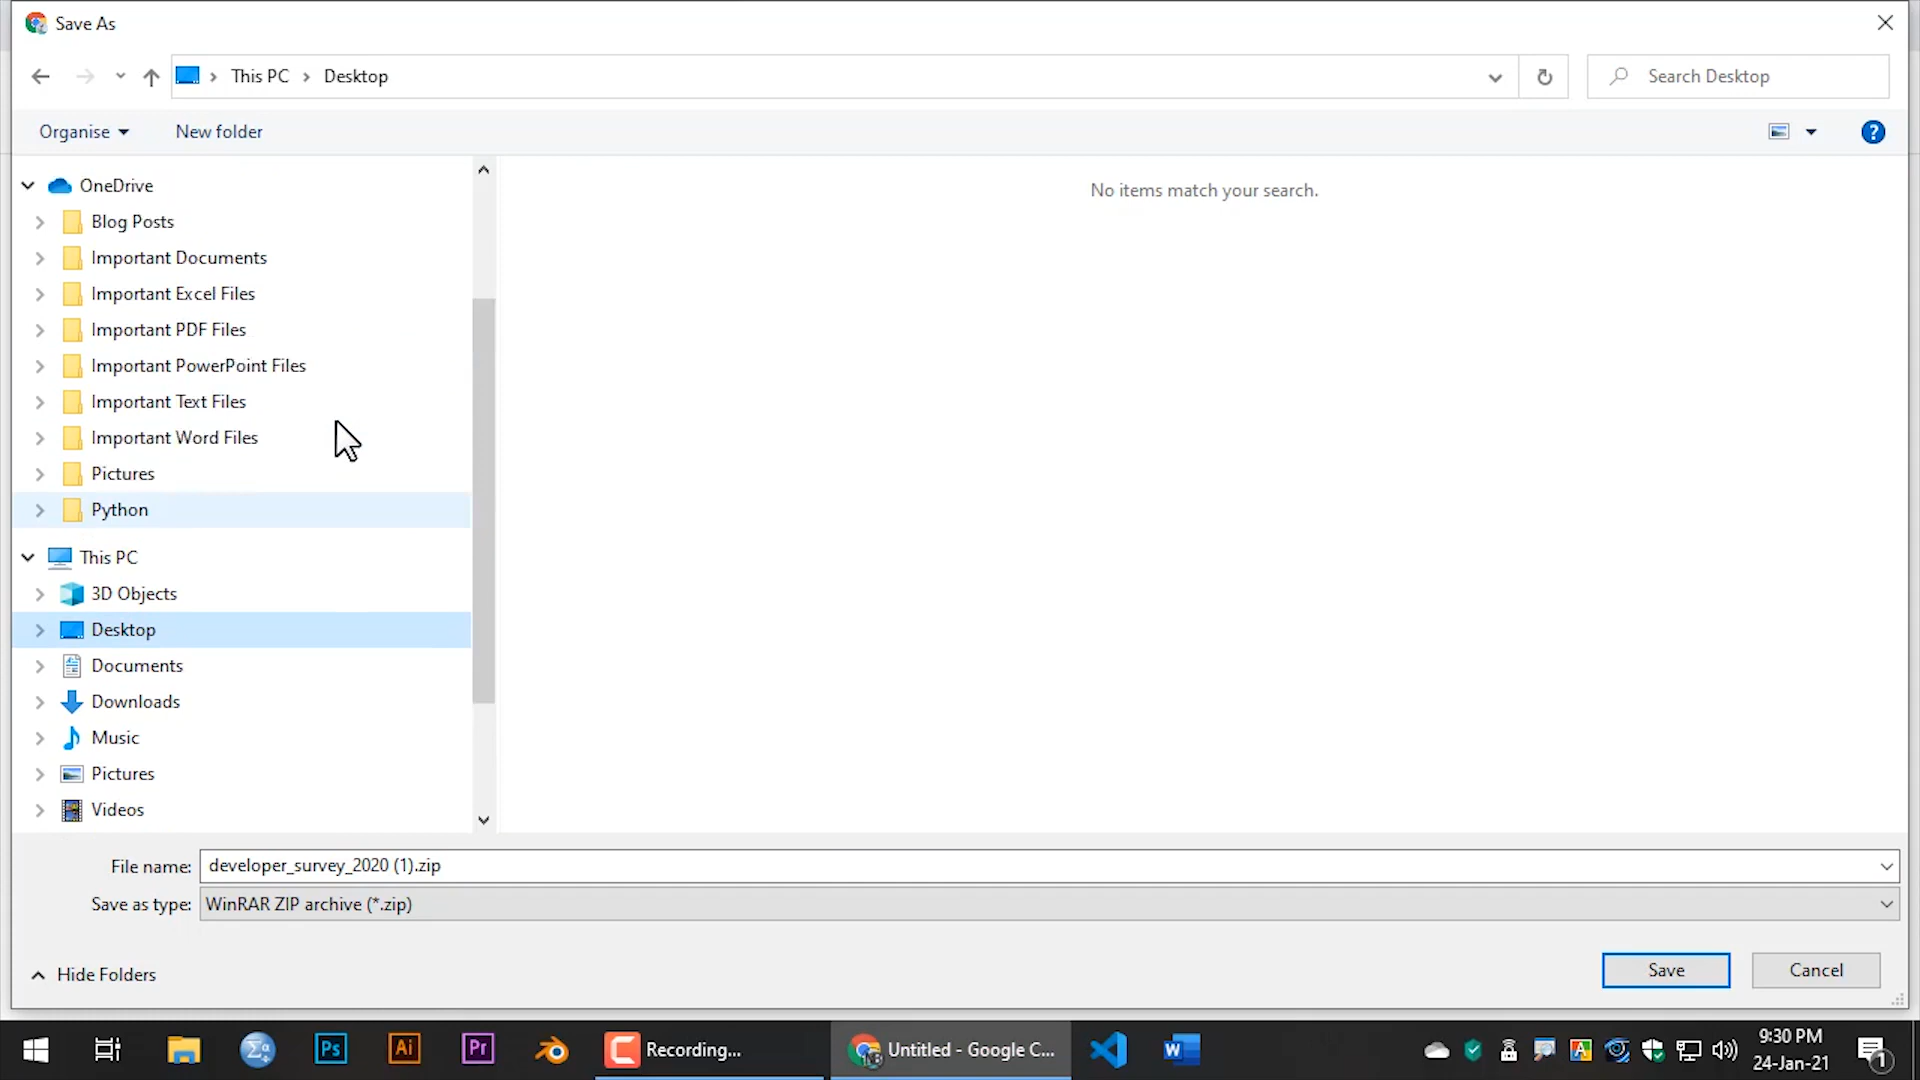 Save As
This PC > Desktop
Search Desktop
Organise
New folder
?
OneDrive
No items match your search.
Blog Posts
Important Documents
Important Excel Files
Important PDF Files
Important PowerPoint Files
Important Text Files
Important Word Files
Pictures
Python
This PC
3D Objects
Desktop
Documents
Downloads
Music
Pictures
Videos
File name: developer_survey_2020 (1).zip
Save as type: WinRAR ZIP archive (*.zip)
Hide Folders
Save
Cancel
Ps
Ai
Pr
Recording...
Untitled - Google C...
W
A
9:30 PM
24-Jan-21
1